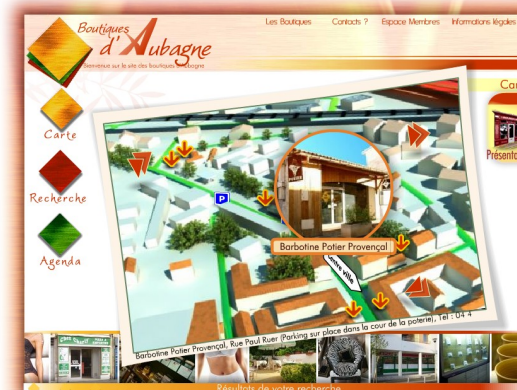 Les Boutiques Contacts ? Espace Membres Informations légales
Boutiques
d'Aubagne
Bienvenue sur le site des boutiques d'Aubagne
Carte
Recherche
Agenda
P
Barbotine Potier Provençal
Centre ville
Barbotine Potier Provençal, Rue Paul Ruer (Parking sur place dans la cour de la poterie), Tel : 04 4
Résultats de votre recherche